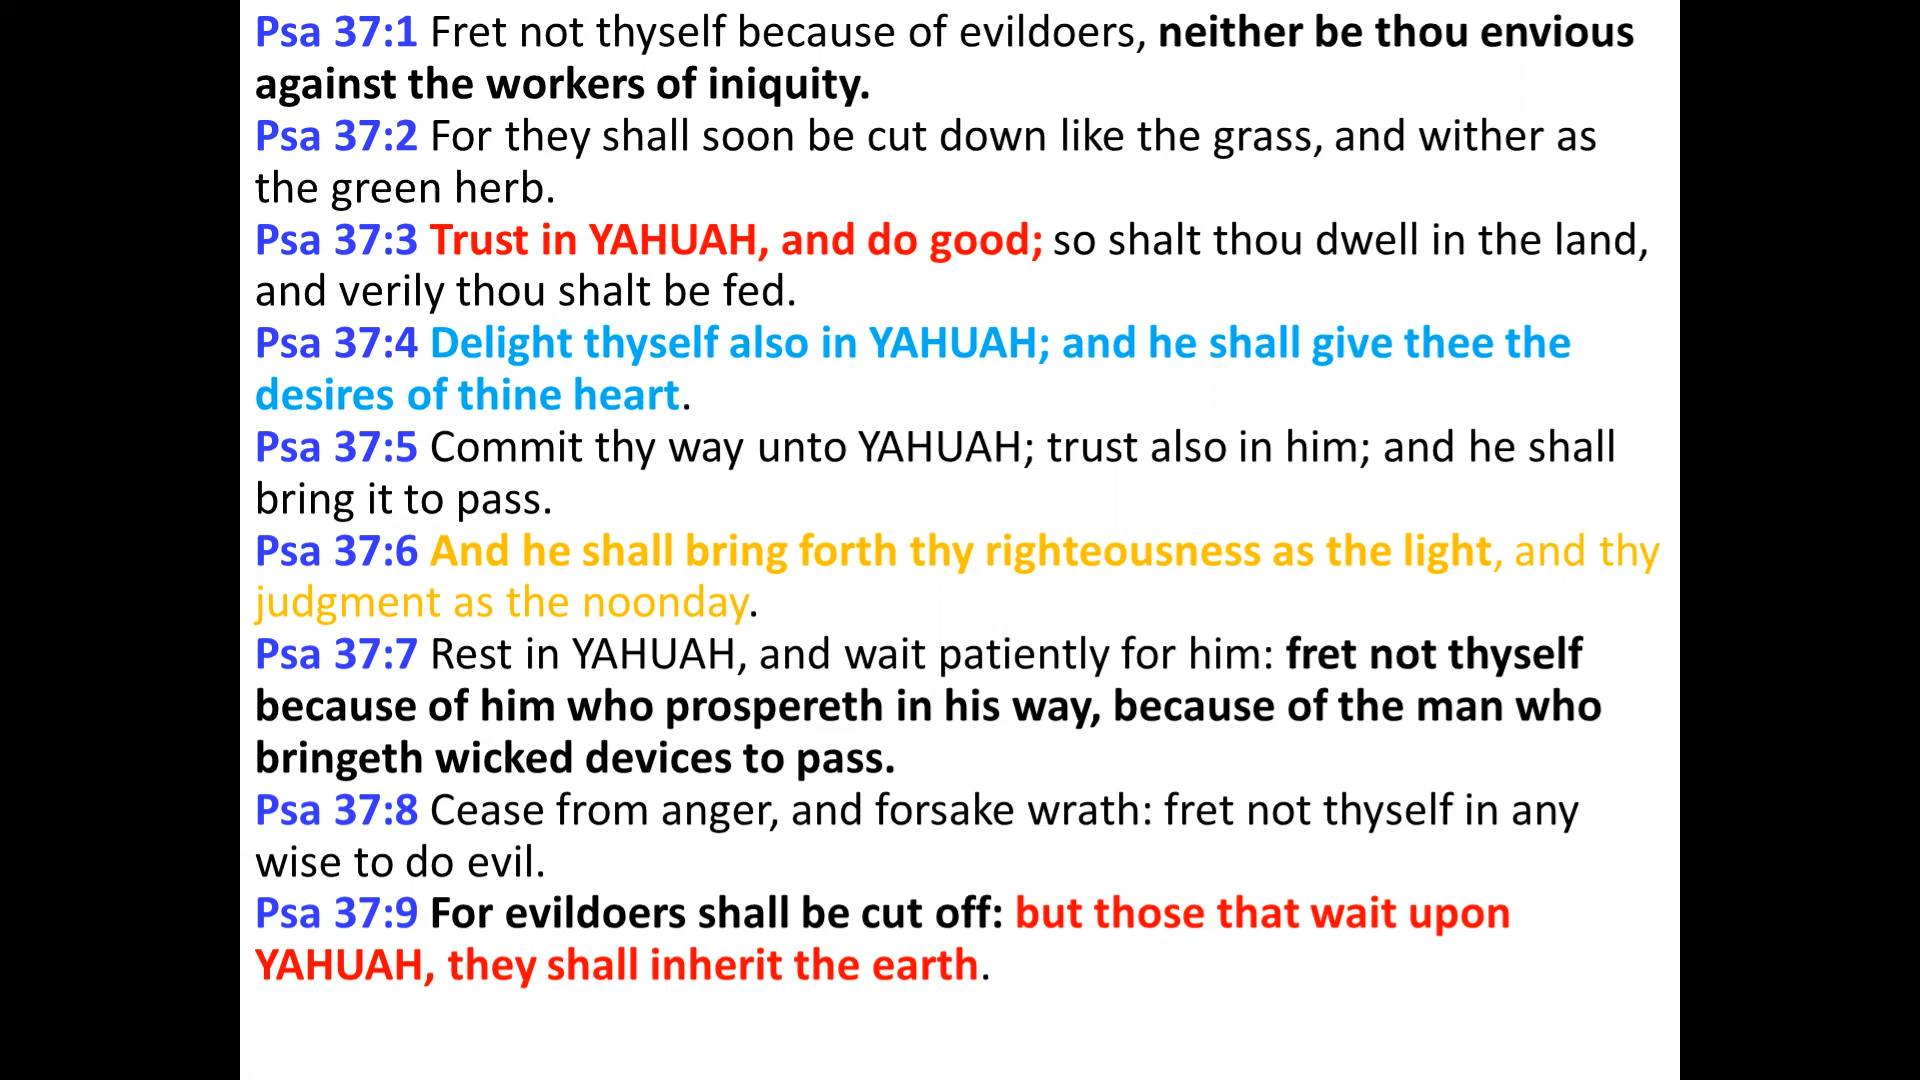 Psa 37:1 Fret not thyself because of evildoers, neither be thou envious
against the workers of iniquity.
Psa 37:2 For they shall soon be cut down like the grass, and wither as
the green herb.
Psa 37:3 Trust in YAHUAH, and do good; so shalt thou dwell in the land,
and verily thou shalt be fed.
Psa 37:4 Delight thyself also in YAHUAH; and he shall give thee the
desires of thine heart.
Psa 37:5 Commit thy way unto YAHUAH; trust also in him; and he shall
bring it to pass.
Psa 37:6 And he shall bring forth thy righteousness as the light, and thy
judgment as the noonday.
Psa 37:7 Rest in YAHUAH, and wait patiently for him: fret not thyself
because of him who prospereth in his way, because of the man who
bringeth wicked devices to pass.
Psa 37:8 Cease from anger, and forsake wrath: fret not thyself in any
wise to do evil.
Psa 37:9 For evildoers shall be cut off: but those that wait upon
YAHUAH, they shall inherit the earth.